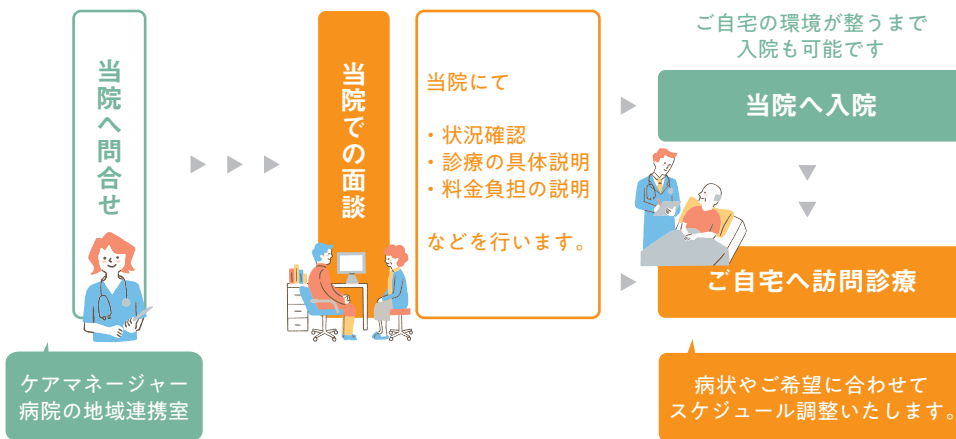 当院へ問合せ
ケアマネージャー
病院の地域連携室
当院での面談
当院にて
・状況確認
・診療の具体説明
・料金負担の説明
などを行います。
ご自宅の環境が整うまで
入院も可能です
当院へ入院
ご自宅へ訪問診療
病状やご希望に合わせて
スケジュール調整いたします。